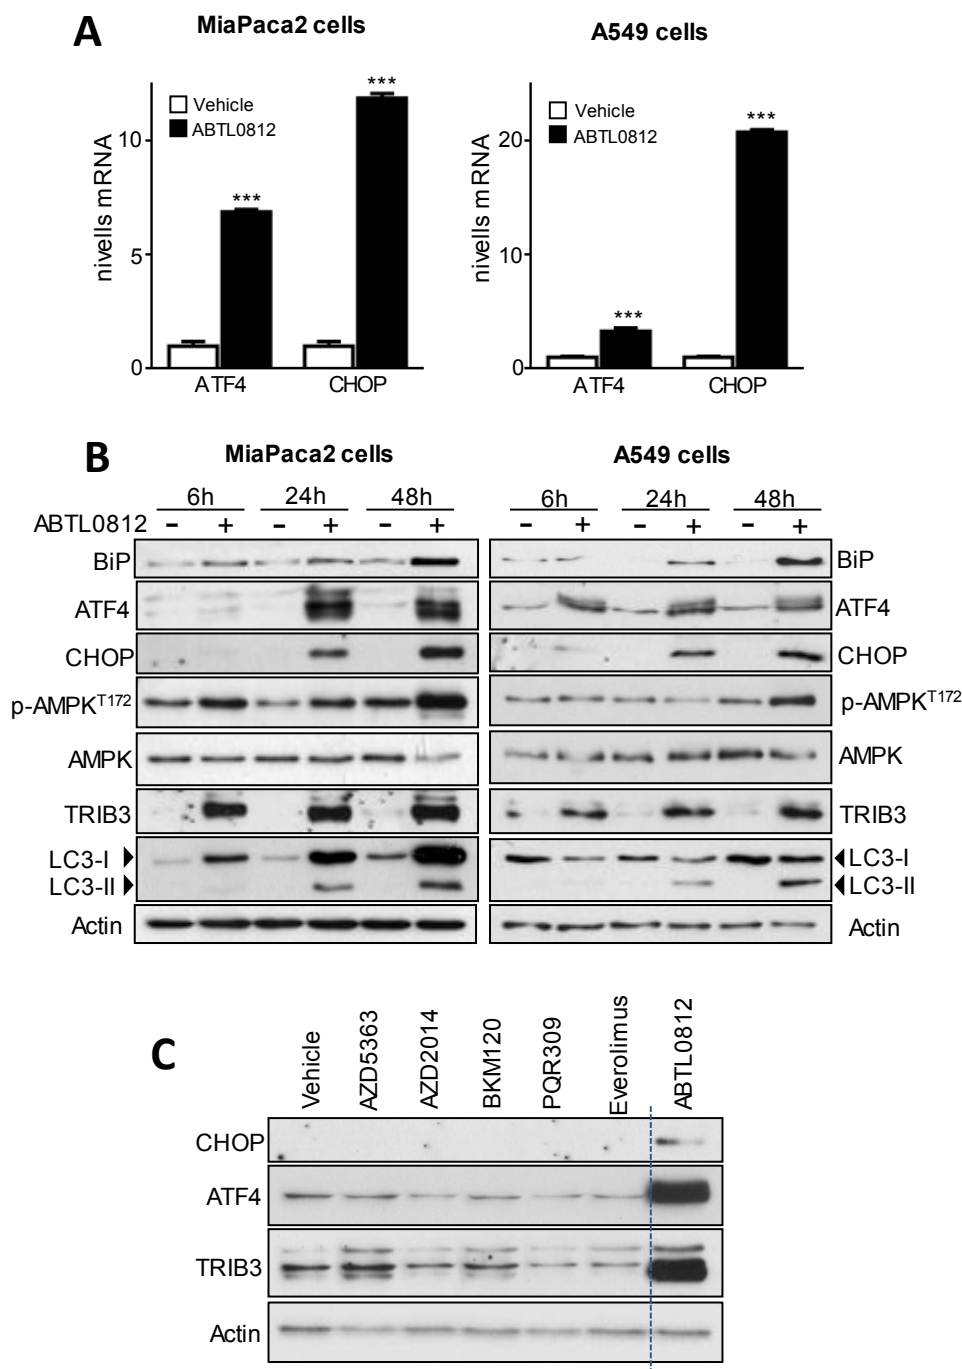 A
MiaPaca2 cells
A549 cells
nivells mRNA
10
5
0
Vehicle
ABTL0812
***
***
ATF4
CHOP
nivells mRNA
20
10
0
Vehicle
ABTL0812
***
***
ATF4
CHOP
B
MiaPaca2 cells
A549 cells
6h 24h 48h 6h 24h 48h
ABTL0812 - + - + - + - + - + - +
BiP BiP
ATF4 ATF4
CHOP CHOP
p-AMPKT172 p-AMPKT172
AMPK AMPK
TRIB3 TRIB3
LC3-I LC3-I
LC3-II LC3-II
Actin Actin
C
Vehicle
AZD5363
AZD2014
BKM120
PQR309
Everolimus
ABTL0812
CHOP
ATF4
TRIB3
Actin